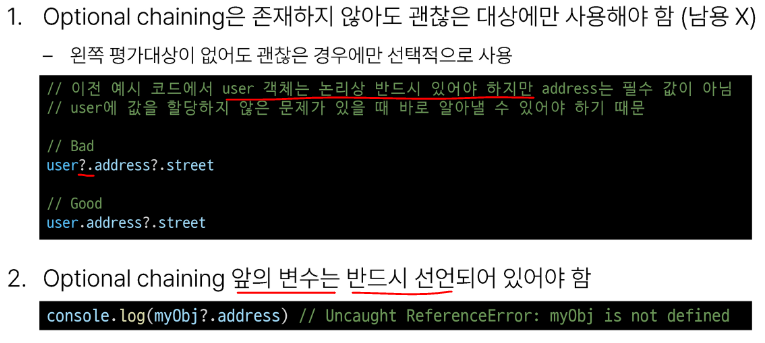 1. Optional chaining은 존재하지 않아도 괜찮은 대상에만 사용해야 함 (남용 X)
– 왼쪽 평가대상이 없어도 괜찮은 경우에만 선택적으로 사용
// 이전 예시 코드에서 user 객체는 논리상 반드시 있어야 하지만 address는 필수 값이 아님
// user에 값을 할당하지 않은 문제가 있을 때 바로 알아낼 수 있어야 하기 때문
// Bad
user?.address?.street
// Good
user.address?.street
2. Optional chaining 앞의 변수는 반드시 선언되어 있어야 함
console.log(myObj?.address) // Uncaught ReferenceError: myObj is not defined